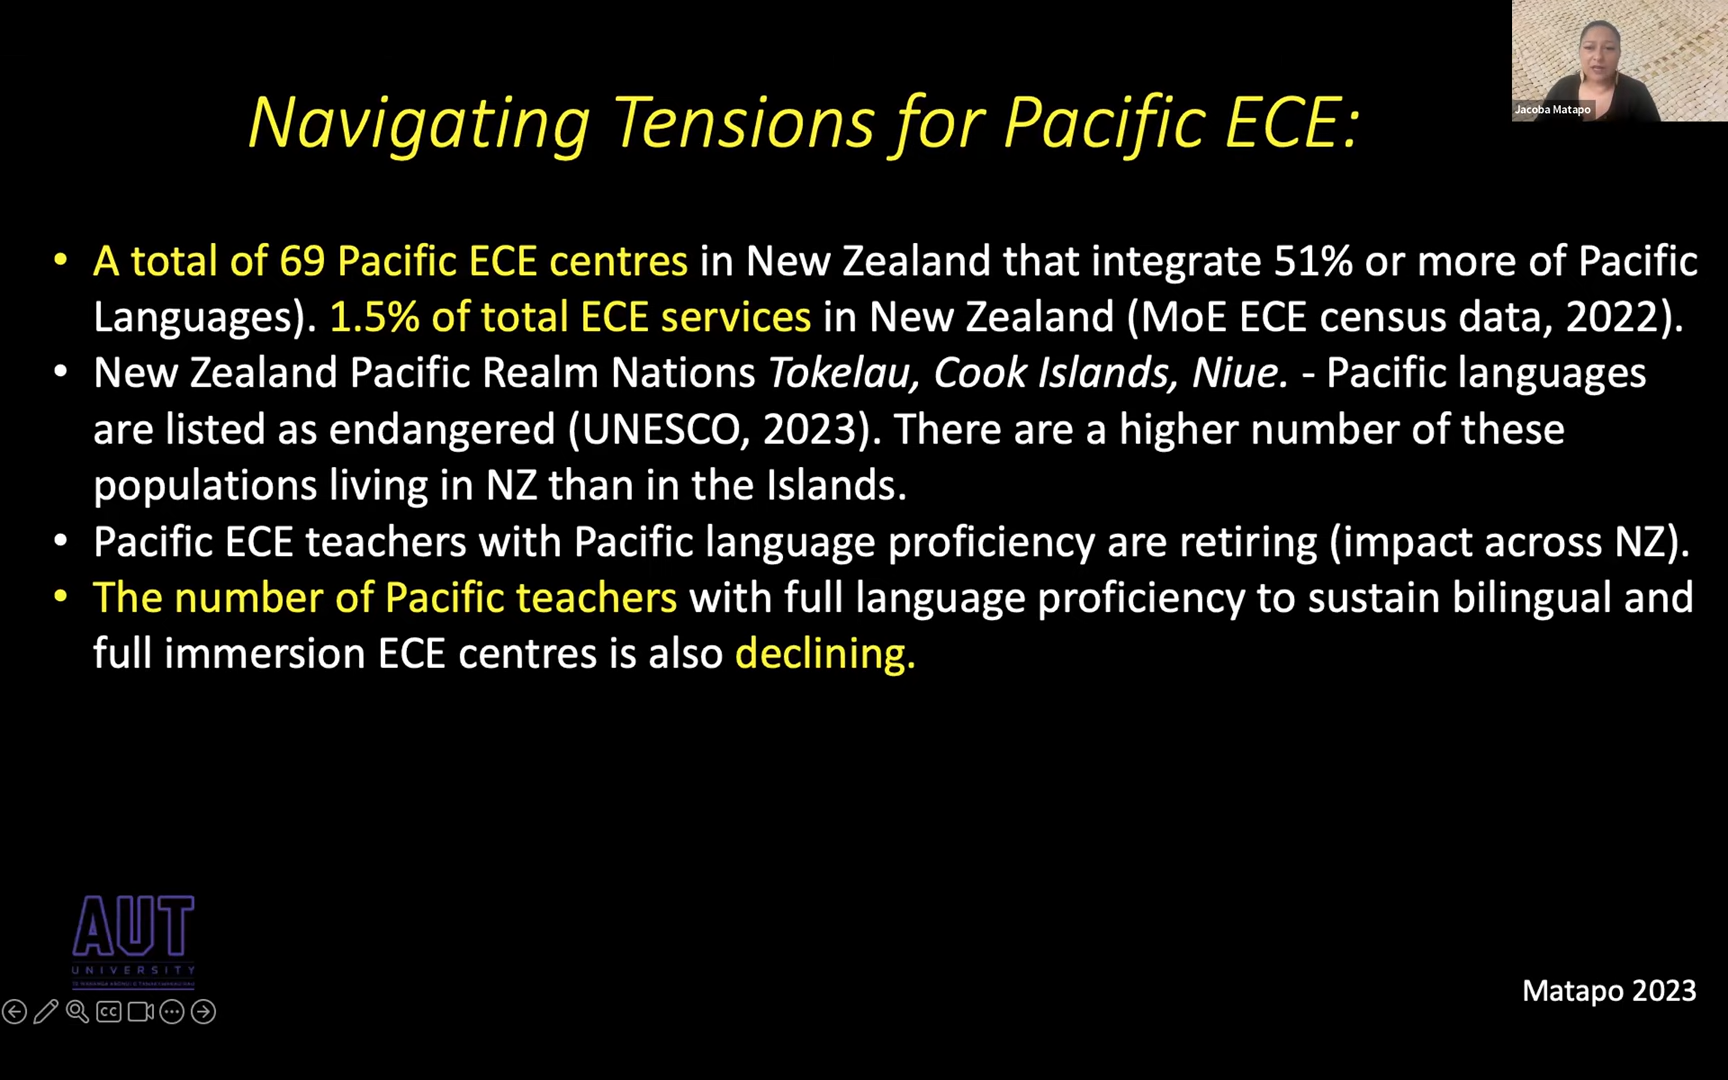 Jacoba Matapo
Navigating Tensions for Pacific ECE:
• A total of 69 Pacific ECE centres in New Zealand that integrate 51% or more of Pacific
Languages). 1.5% of total ECE services in New Zealand (MoE ECE census data, 2022).
• New Zealand Pacific Realm Nations Tokelau, Cook Islands, Niue. - Pacific languages
are listed as endangered (UNESCO, 2023). There are a higher number of these
populations living in NZ than in the Islands.
• Pacific ECE teachers with Pacific language proficiency are retiring (impact across NZ).
• The number of Pacific teachers with full language proficiency to sustain bilingual and
full immersion ECE centres is also declining.
AUT
UNIVERSITY
CC
Matapo 2023